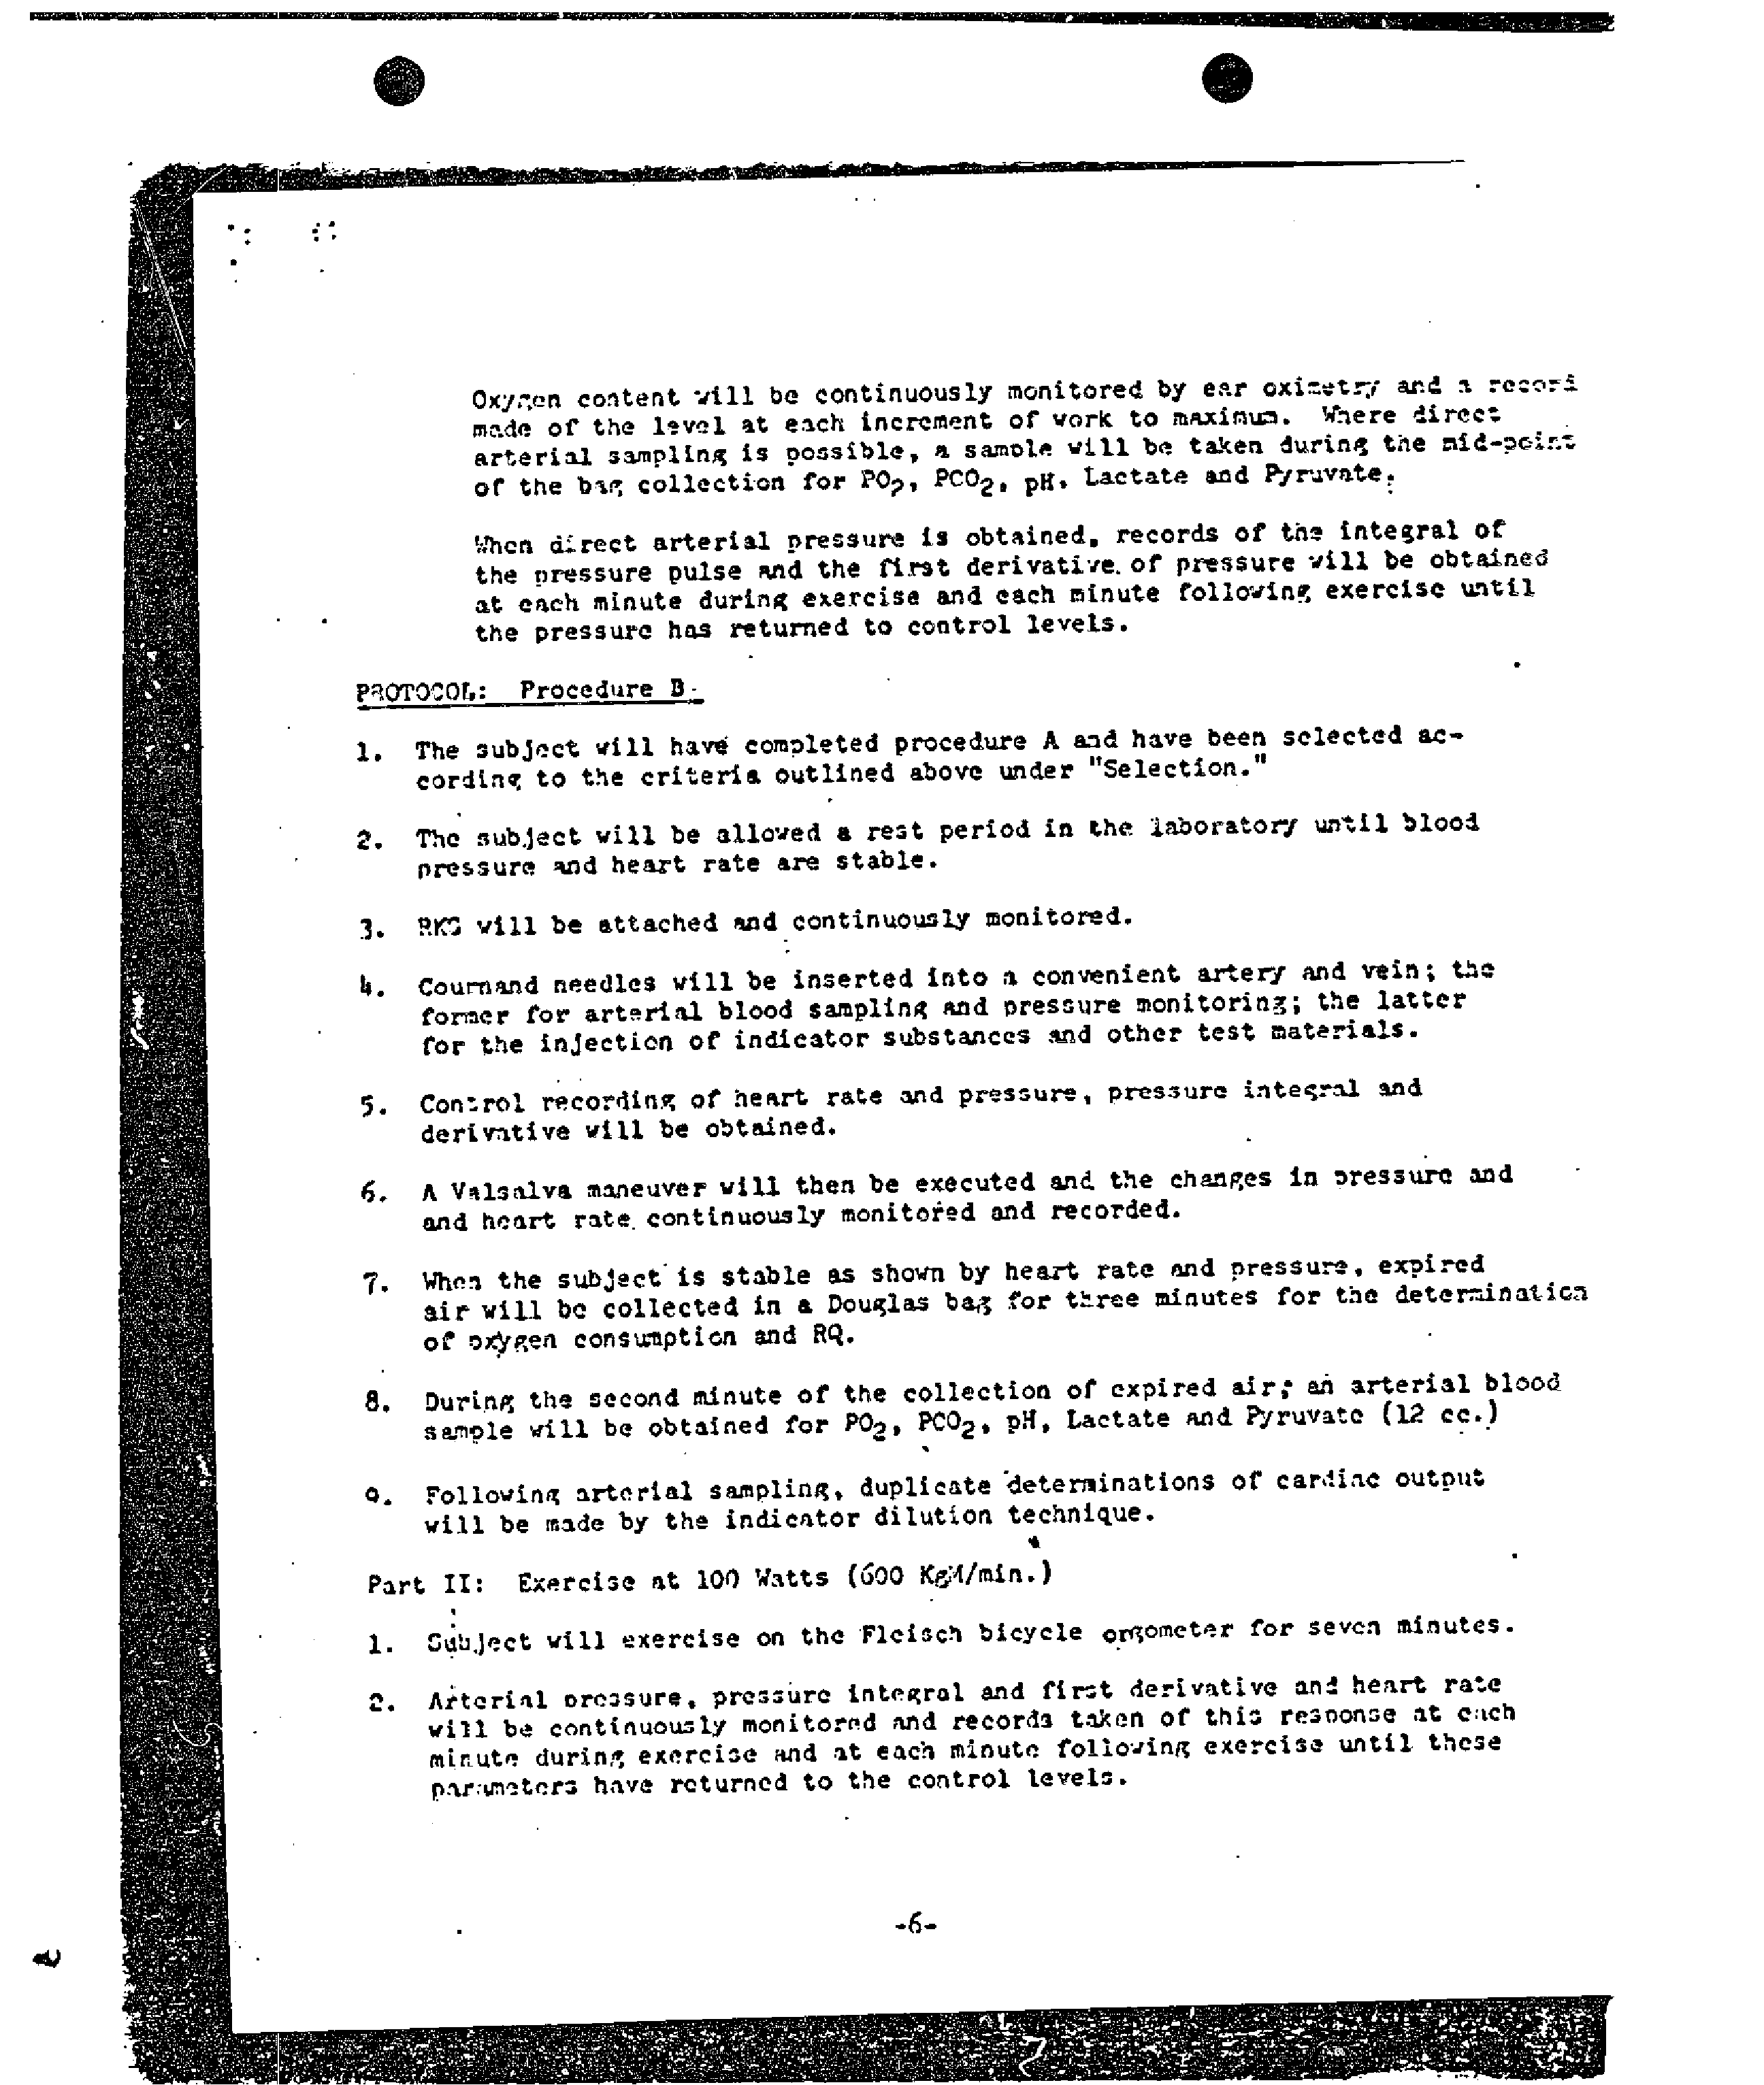 Oxygen content will be continuously monitored by ear oximetry and a record
made of the level at each increment of work to maximum. Where direct
arterial sampling is possible, a sample will be taken during the mid-point
of the bag collection for PO2, PCO2, pH, Lactate and Pyruvate.
When direct arterial pressure is obtained, records of the integral of
the pressure pulse and the first derivative of pressure will be obtained
at each minute during exercise and each minute following exercise until
the pressure has returned to control levels.
PROTOCOL: Procedure B
1. The subject will have completed procedure A and have been selected ac-
cording to the criteria outlined above under "Selection."
2. The subject will be allowed a rest period in the laboratory until blood
pressure and heart rate are stable.
3. EKG will be attached and continuously monitored.
4. Cournand needles will be inserted into a convenient artery and vein; the
former for arterial blood sampling and pressure monitoring; the latter
for the injection of indicator substances and other test materials.
5. Control recording of heart rate and pressure, pressure integral and
derivative will be obtained.
6. A Valsalva maneuver will then be executed and the changes in pressure and
and heart rate continuously monitored and recorded.
7. When the subject is stable as shown by heart rate and pressure, expired
air will be collected in a Douglas bag for three minutes for the determination
of oxygen consumption and RQ.
8. During the second minute of the collection of expired air; an arterial blood
sample will be obtained for PO2, PCO2, pH, Lactate and Pyruvate (12 cc.)
9. Following arterial sampling, duplicate determinations of cardiac output
will be made by the indicator dilution technique.
Part II: Exercise at 100 Watts (600 KgM/min.)
1. Subject will exercise on the Fleisch bicycle ergometer for seven minutes.
2. Arterial pressure, pressure integral and first derivative and heart rate
will be continuously monitored and records taken of this response at each
minute during exercise and at each minute following exercise until these
parameters have returned to the control levels.
-6-